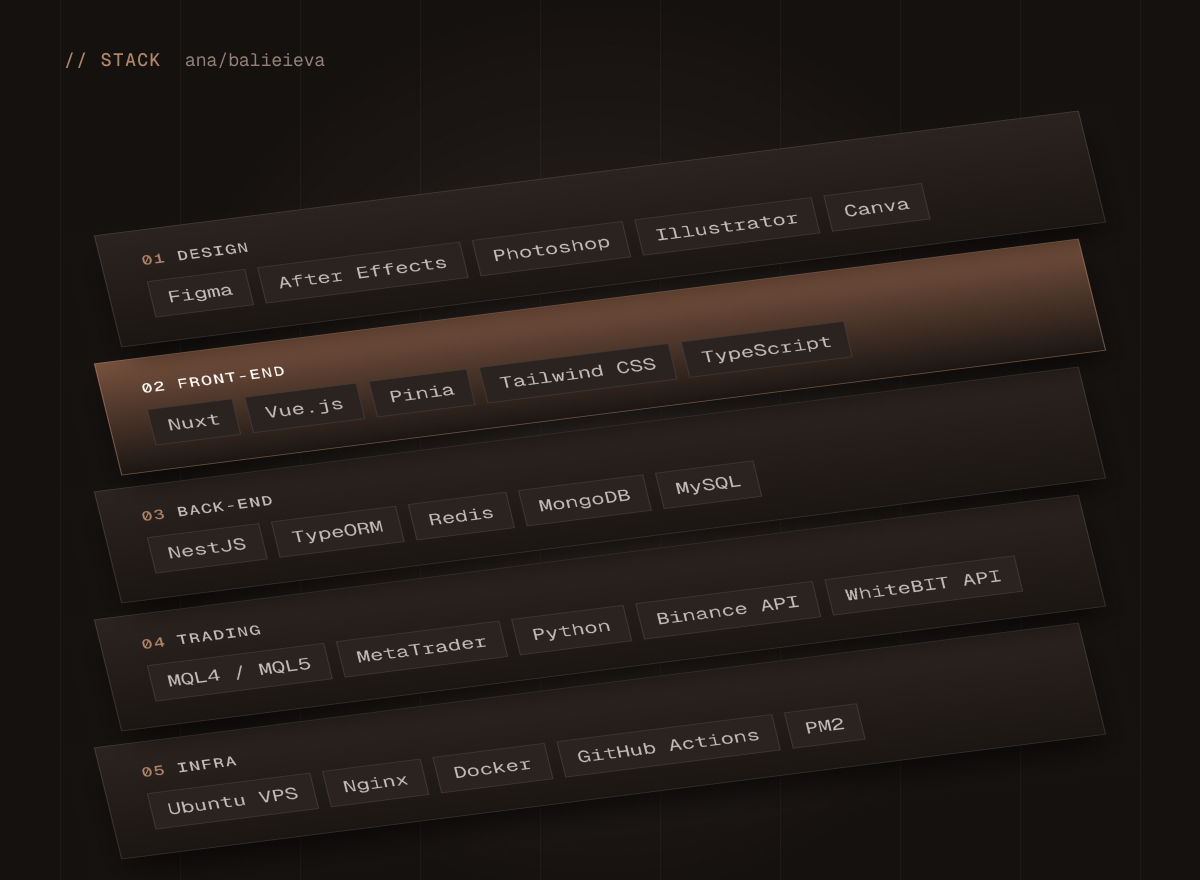 // STACK ana/balieieva
01 DESIGN
Figma After Effects Photoshop Illustrator Canva
02 FRONT-END
Nuxt Vue.js Pinia Tailwind CSS TypeScript
03 BACK-END
NestJS TypeORM Redis MongoDB MySQL
04 TRADING
MQL4 / MQL5 MetaTrader Python Binance API WhiteBIT API
05 INFRA
Ubuntu VPS Nginx Docker GitHub Actions PM2